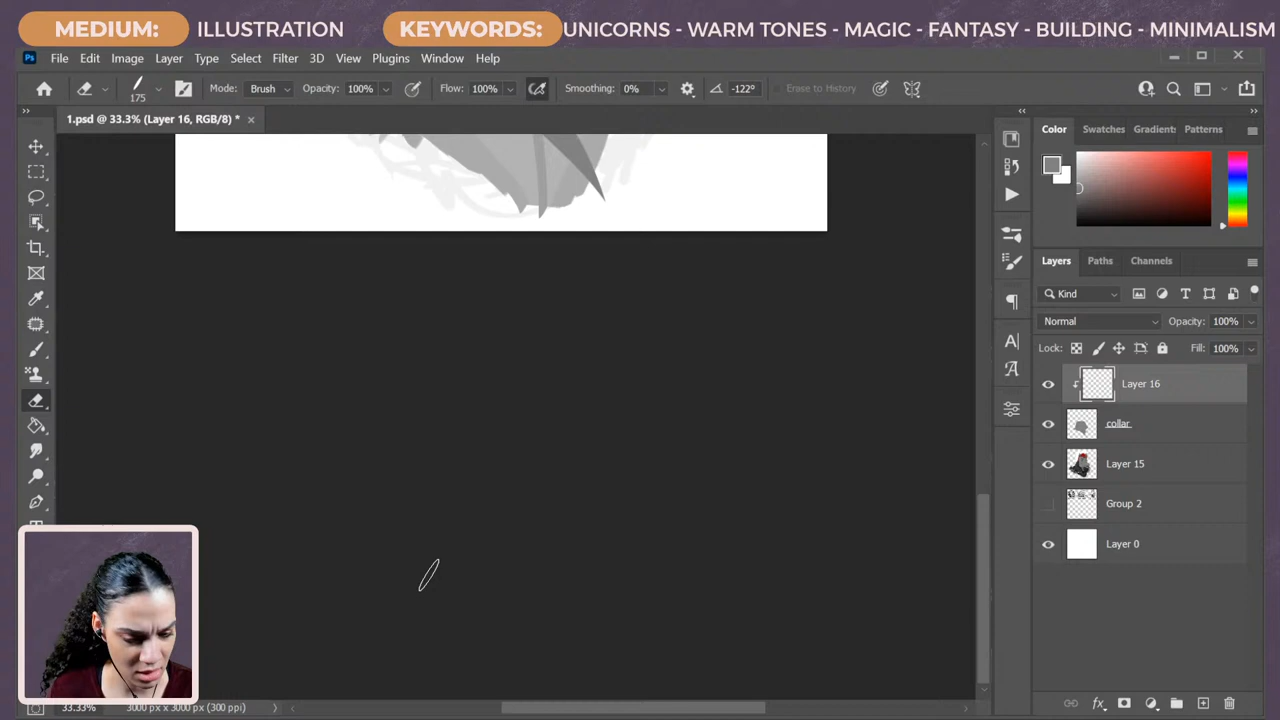 MEDIUM: ILLUSTRATION KEYWORDS: UNICORNS - WARM TONES - MAGIC - FANTASY - BUILDING - MINIMALISM
Ps File Edit Image Layer Type Select Filter 3D View Plugins Window Help
175 Mode: Brush Opacity: 100% Flow: 100% Smoothing: 0% -122° Erase to History
1.psd @ 33.3% (Layer 16, RGB/8) *
Color Swatches Gradients Patterns
Layers Paths Channels
Kind
Normal Opacity: 100%
Lock: Fill: 100%
Layer 16
collar
Layer 15
Group 2
Layer 0
33.33% 3000 px x 3000 px (300 ppi)